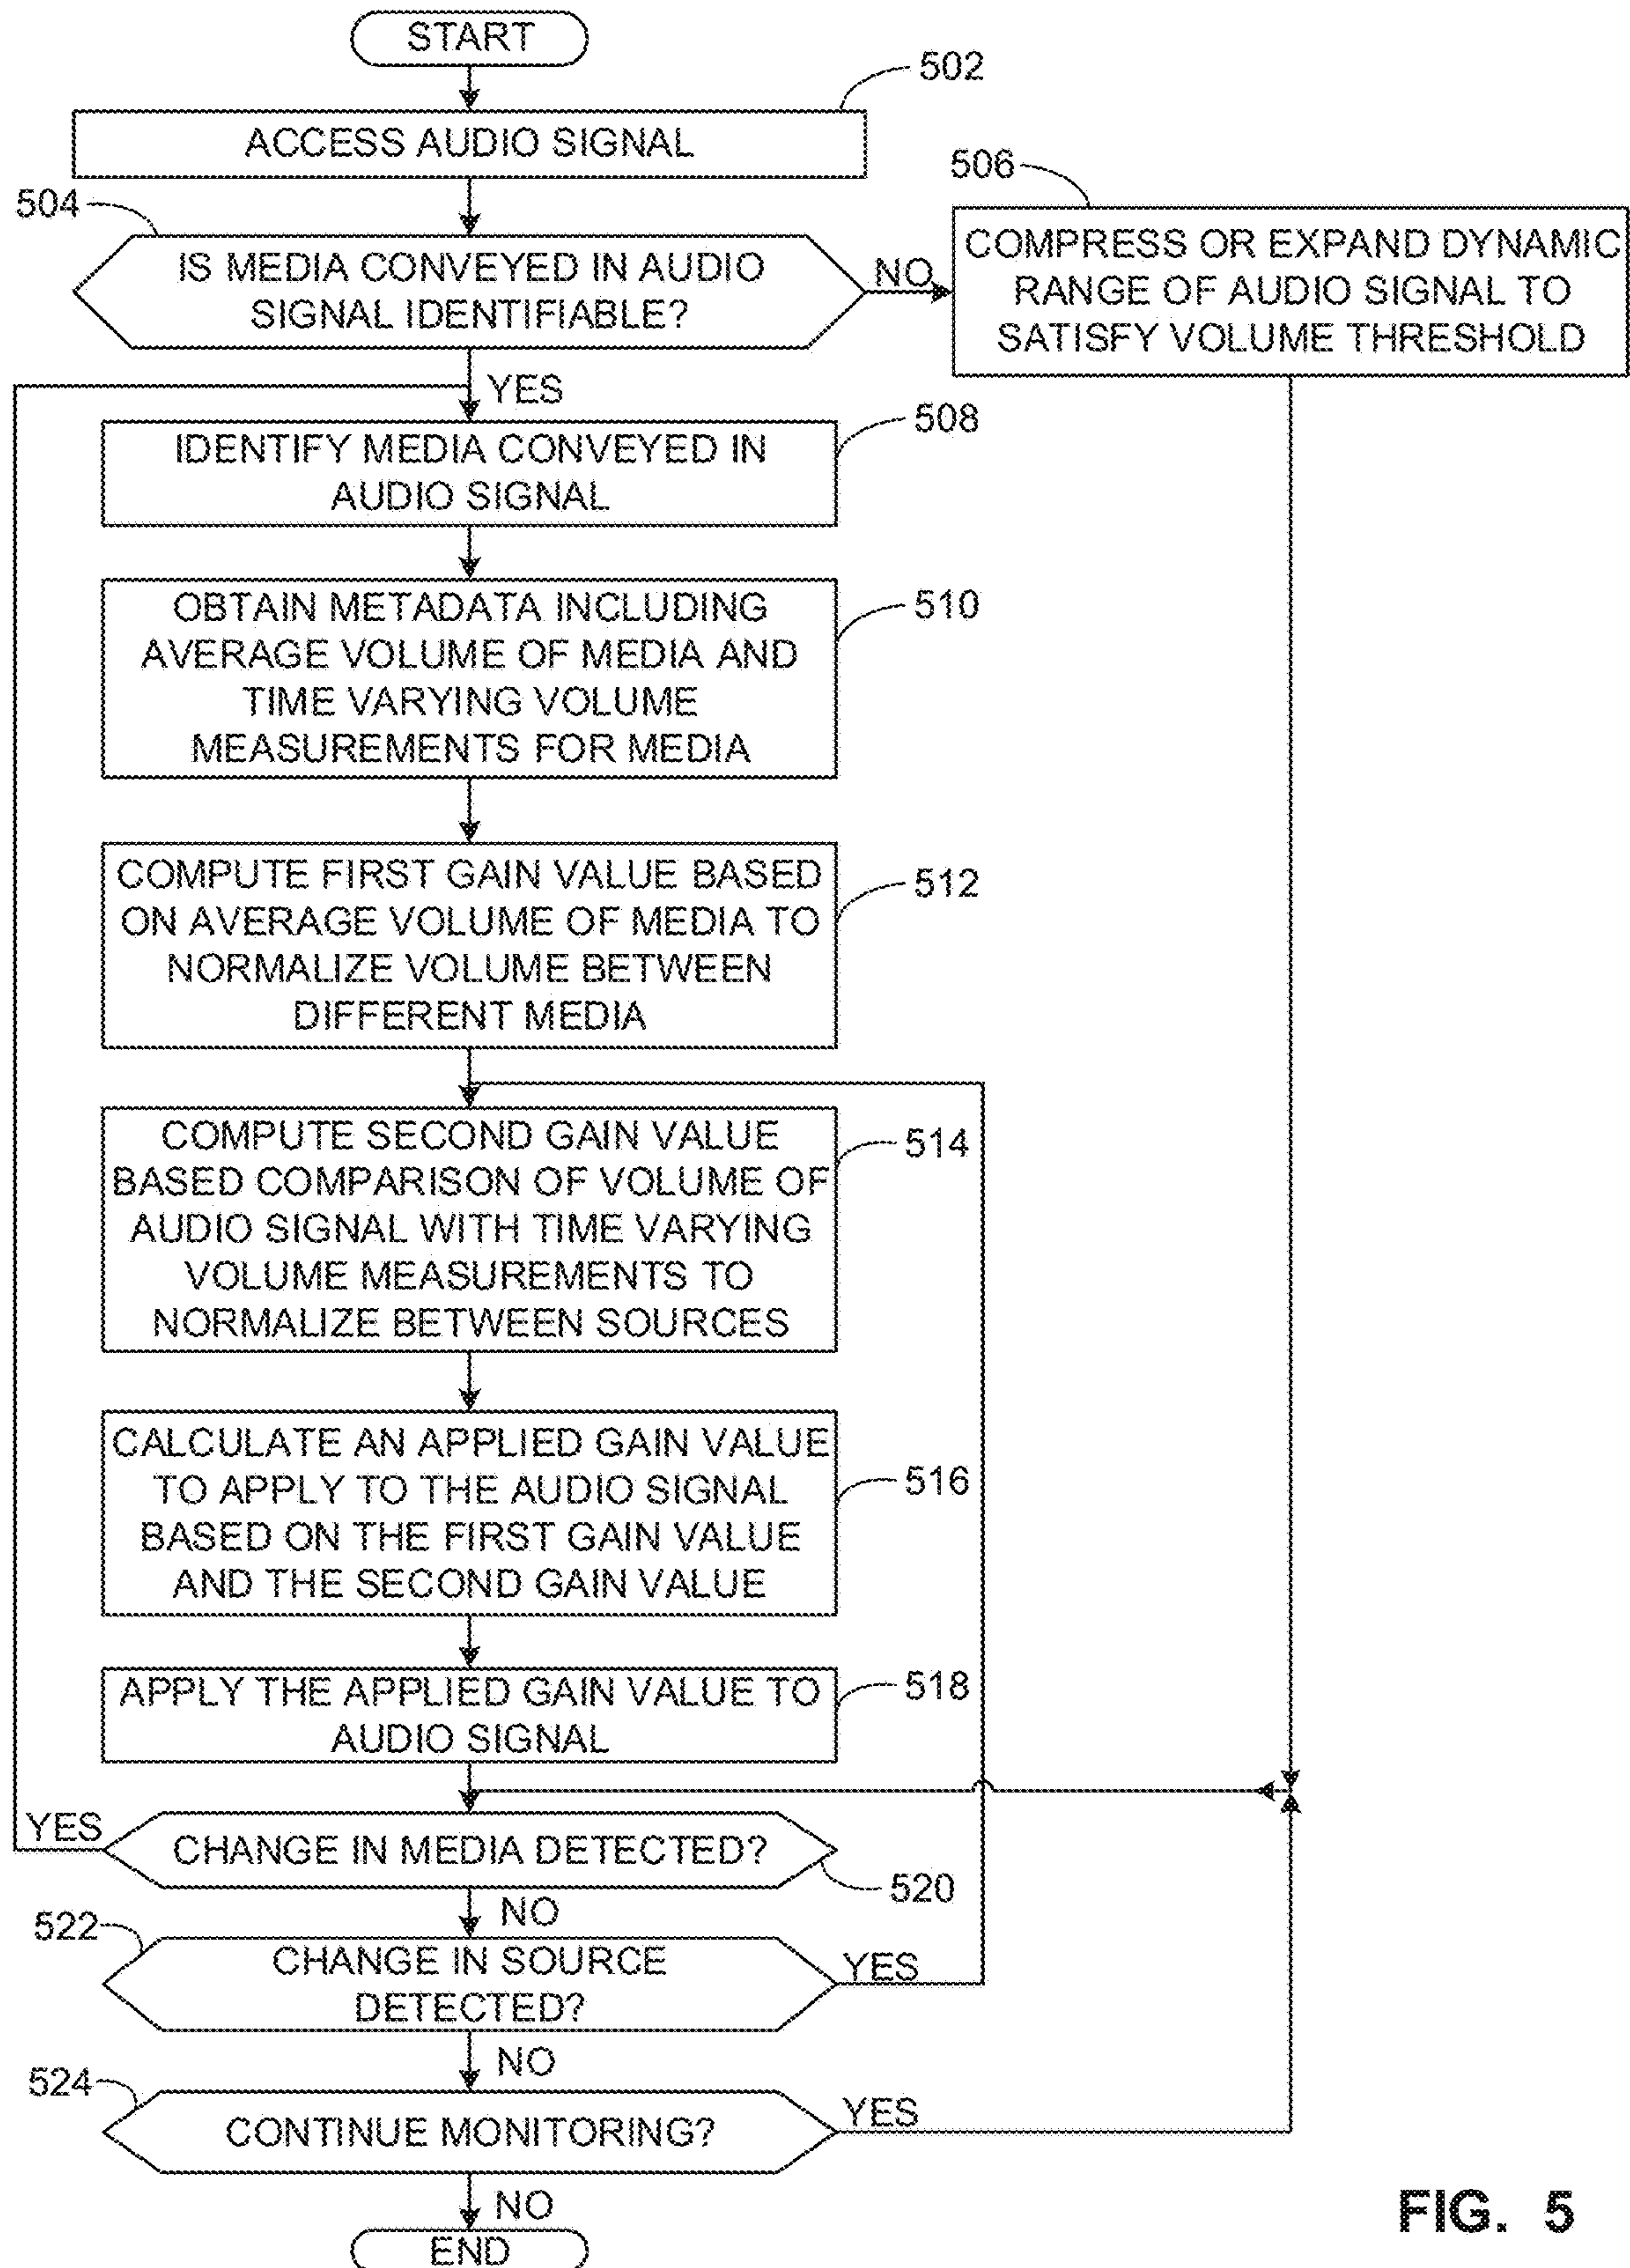 START
502
ACCESS AUDIO SIGNAL
504
IS MEDIA CONVEYED IN AUDIO
SIGNAL IDENTIFIABLE?
NO
506
COMPRESS OR EXPAND DYNAMIC
RANGE OF AUDIO SIGNAL TO
SATISFY VOLUME THRESHOLD
YES
508
IDENTIFY MEDIA CONVEYED IN
AUDIO SIGNAL
510
OBTAIN METADATA INCLUDING
AVERAGE VOLUME OF MEDIA AND
TIME VARYING VOLUME
MEASUREMENTS FOR MEDIA
512
COMPUTE FIRST GAIN VALUE BASED
ON AVERAGE VOLUME OF MEDIA TO
NORMALIZE VOLUME BETWEEN
DIFFERENT MEDIA
514
COMPUTE SECOND GAIN VALUE
BASED COMPARISON OF VOLUME OF
AUDIO SIGNAL WITH TIME VARYING
VOLUME MEASUREMENTS TO
NORMALIZE BETWEEN SOURCES
516
CALCULATE AN APPLIED GAIN VALUE
TO APPLY TO THE AUDIO SIGNAL
BASED ON THE FIRST GAIN VALUE
AND THE SECOND GAIN VALUE
518
APPLY THE APPLIED GAIN VALUE TO
AUDIO SIGNAL
YES
CHANGE IN MEDIA DETECTED?
520
NO
522
CHANGE IN SOURCE
DETECTED?
YES
NO
524
CONTINUE MONITORING?
YES
NO
END
FIG. 5